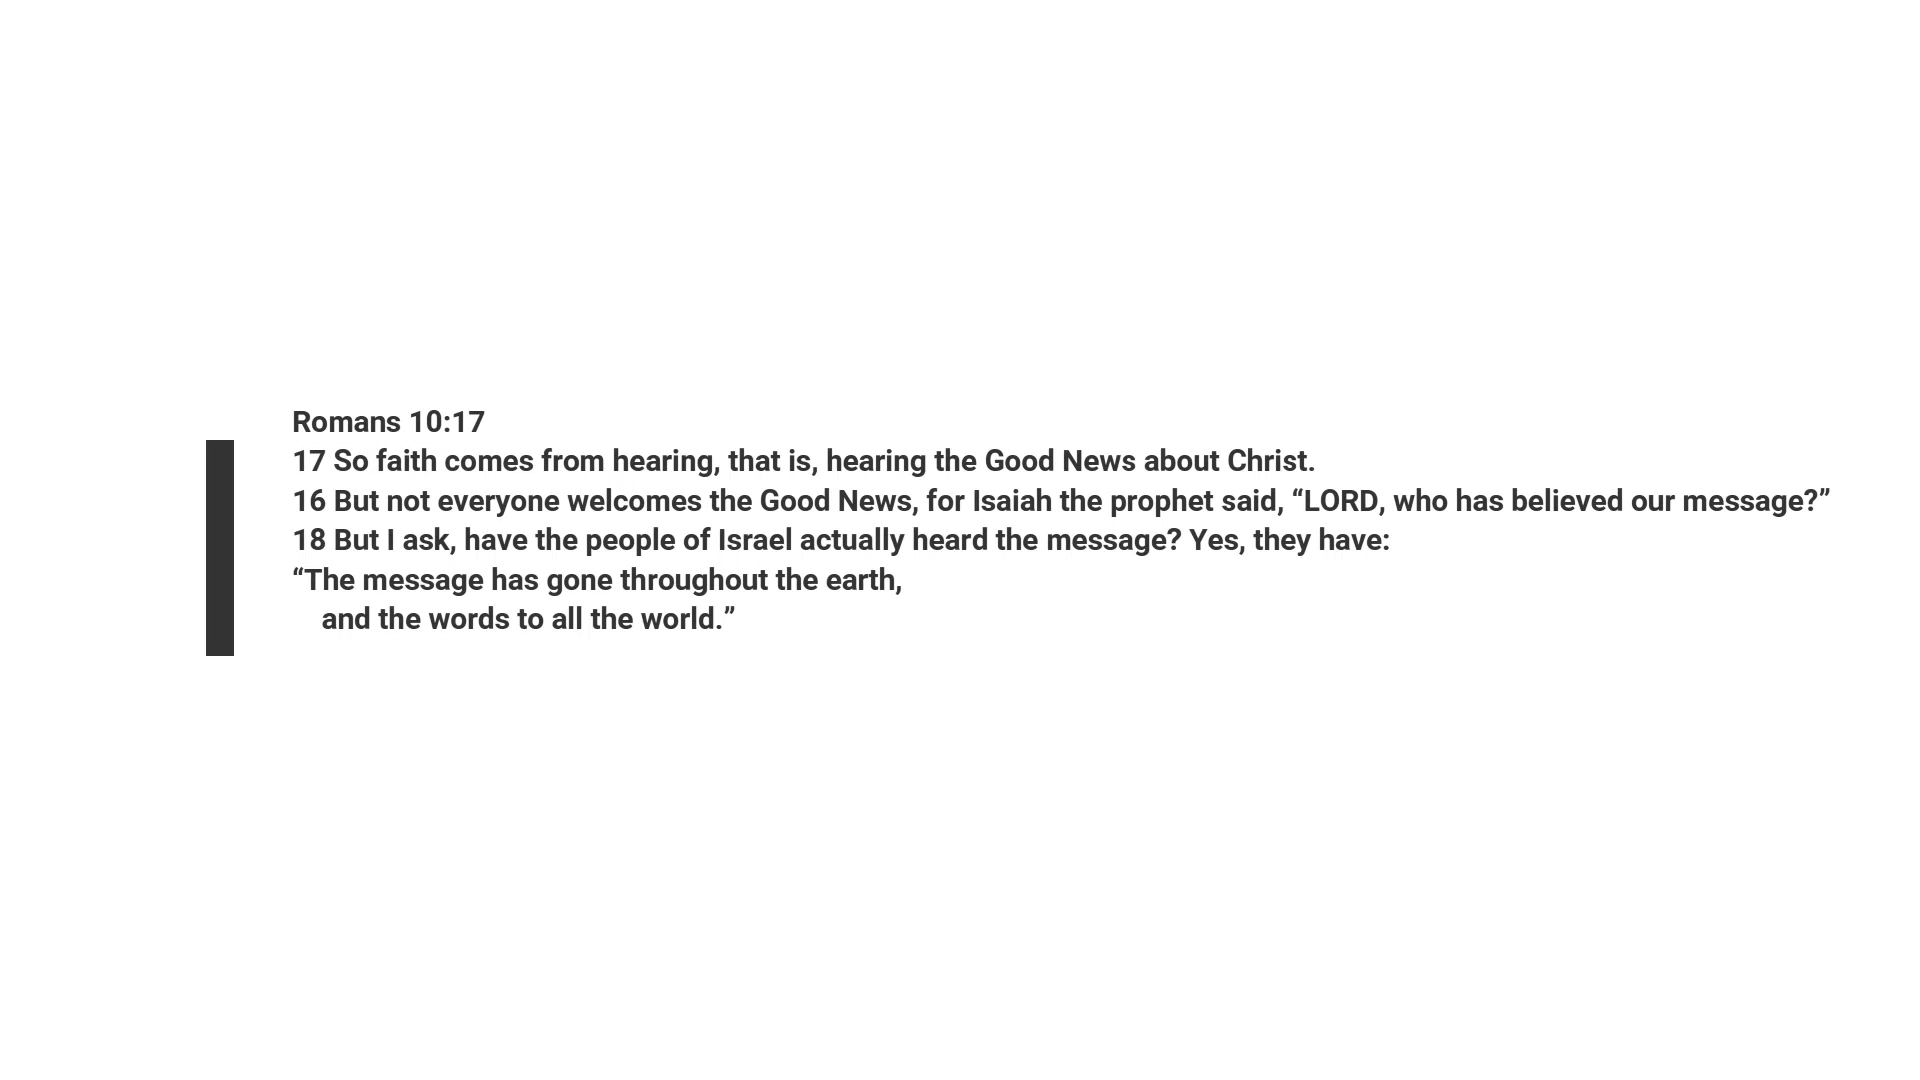 Romans 10:17
17 So faith comes from hearing, that is, hearing the Good News about Christ.
16 But not everyone welcomes the Good News, for Isaiah the prophet said, “LORD, who has believed our message?”
18 But I ask, have the people of Israel actually heard the message? Yes, they have:
“The message has gone throughout the earth,
and the words to all the world.”